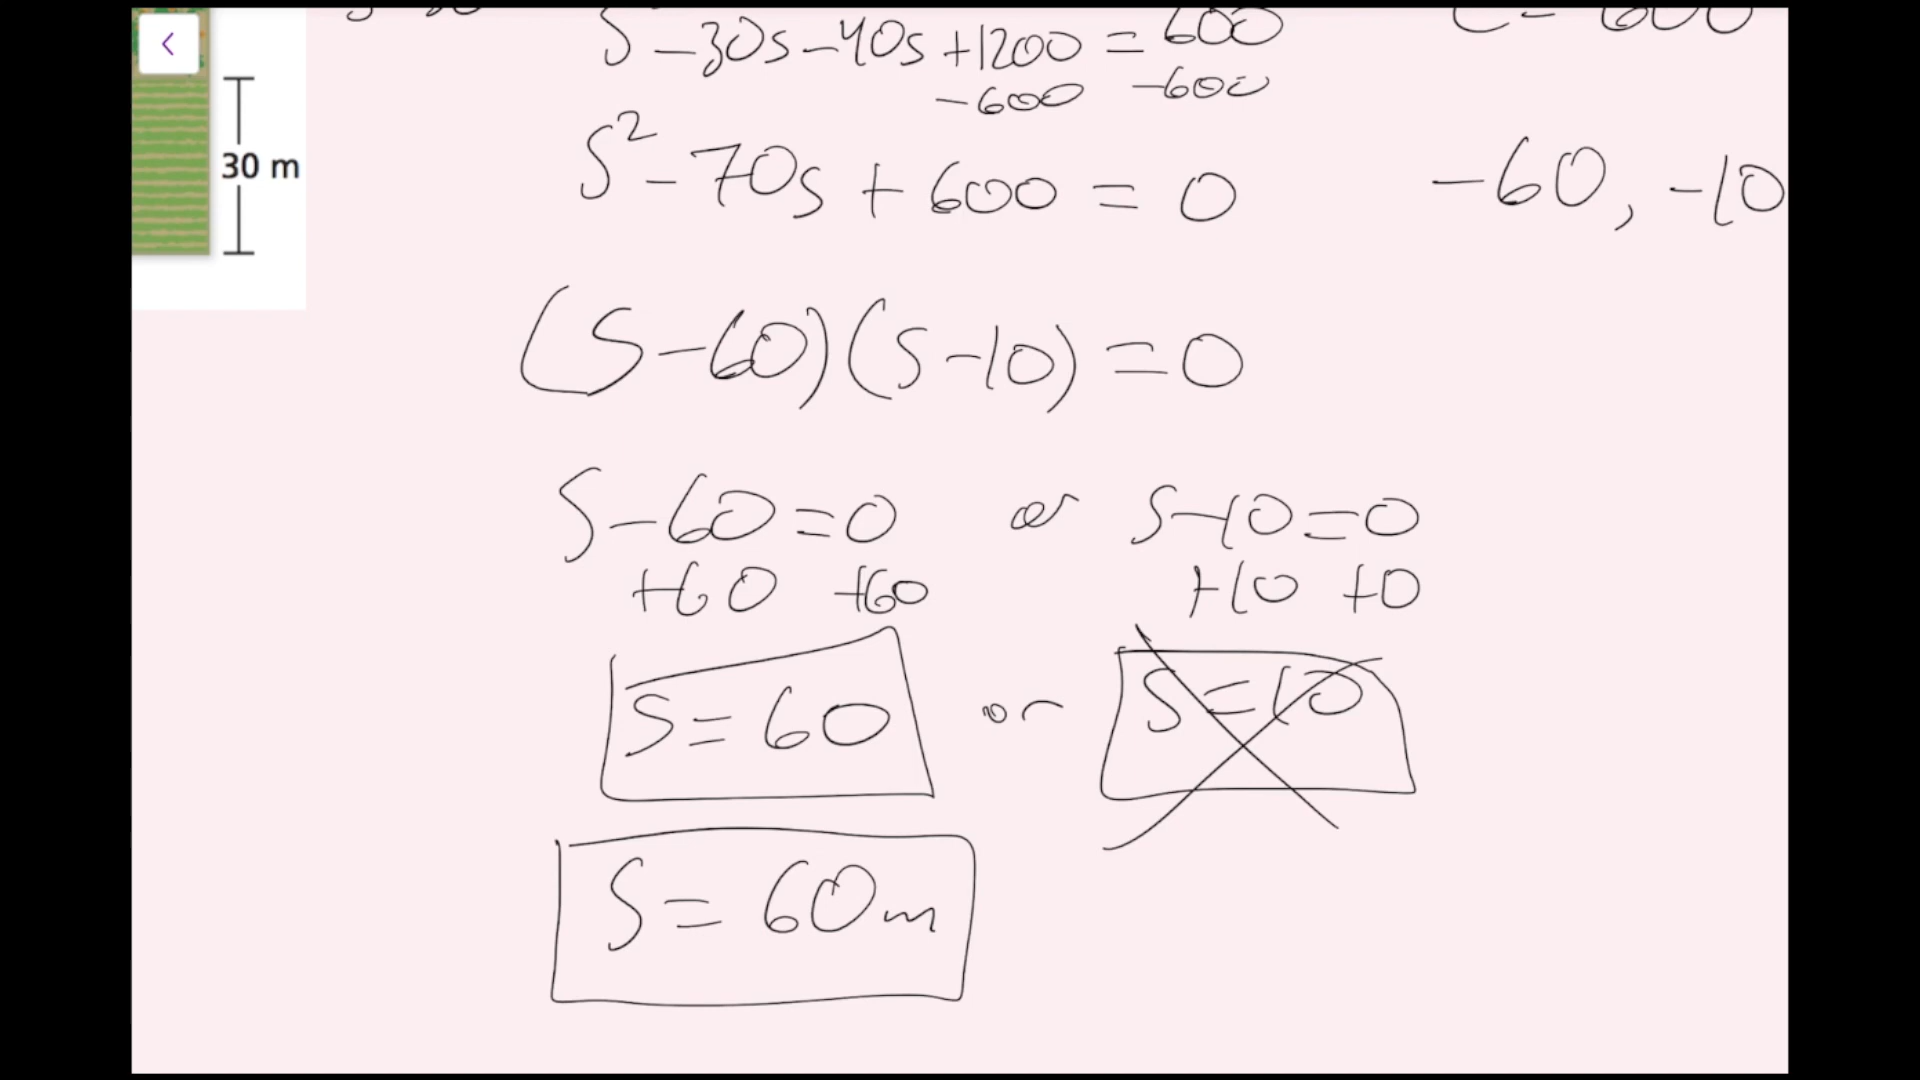 S² - 30s - 40s + 1200 = 600
-600 -600
30 m
S² - 70s + 600 = 0
-60, -10
(S - 60)(S - 10) = 0
S - 60 = 0 or S - 10 = 0
+60 +60 +10 +0
S = 60 or S = 10
S = 60m